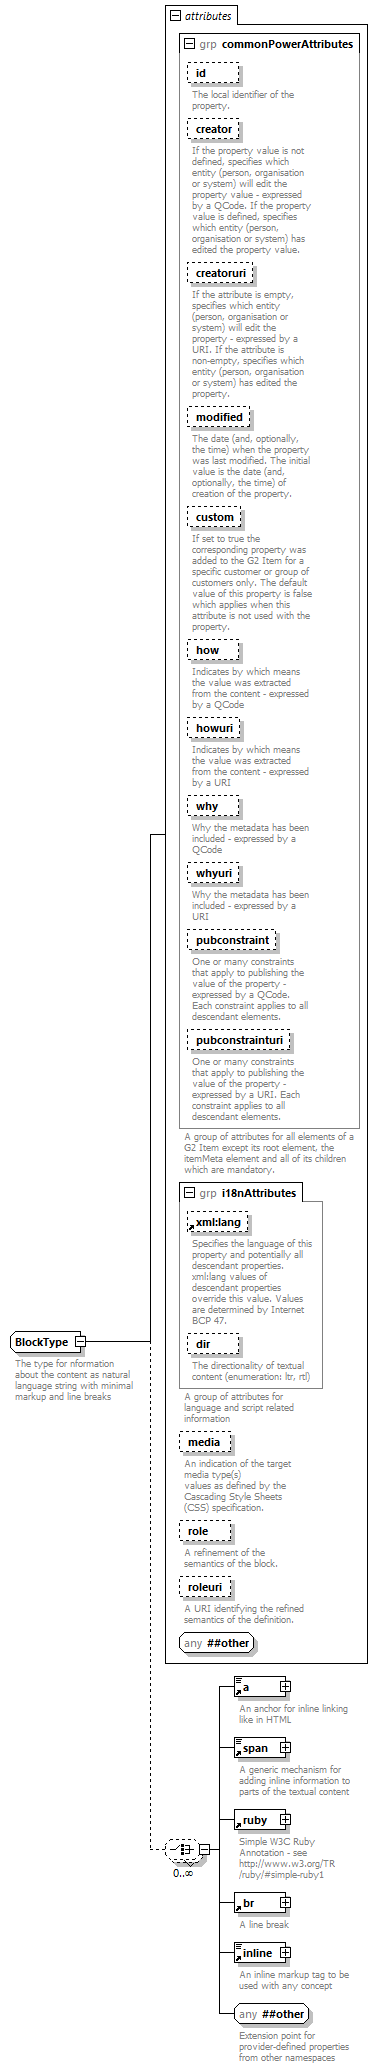 attributes
grp commonPowerAttributes
id
The local identifier of the
property.
creator
If the property value is not
defined, specifies which
entity (person, organisation
or system) will edit the
property value - expressed
by a QCode. If the property
value is defined, specifies
which entity (person,
organisation or system) has
edited the property value.
creatoruri
If the attribute is empty,
specifies which entity
(person, organisation or
system) will edit the
property - expressed by a
URI. If the attribute is
non-empty, specifies which
entity (person, organisation
or system) has edited the
property.
modified
The date (and, optionally,
the time) when the property
was last modified. The initial
value is the date (and,
optionally, the time) of
creation of the property.
custom
If set to true the
corresponding property was
added to the G2 Item for a
specific customer or group of
customers only. The default
value of this property is false
which applies when this
attribute is not used with the
property.
how
Indicates by which means
the value was extracted
from the content - expressed
by a QCode
howuri
Indicates by which means
the value was extracted
from the content - expressed
by a URI
why
Why the metadata has been
included - expressed by a
QCode
whyuri
Why the metadata has been
included - expressed by a
URI
pubconstraint
One or many constraints
that apply to publishing the
value of the property -
expressed by a QCode.
Each constraint applies to all
descendant elements.
pubconstrainturi
One or many constraints
that apply to publishing the
value of the property -
expressed by a URI. Each
constraint applies to all
descendant elements.
A group of attributes for all elements of a
G2 Item except its root element, the
itemMeta element and all of its children
which are mandatory.
grp i18nAttributes
xml:lang
Specifies the language of this
property and potentially all
descendant properties.
xml:lang values of
descendant properties
override this value. Values
are determined by Internet
BCP 47.
dir
The directionality of textual
content (enumeration: ltr, rtl)
A group of attributes for
language and script related
information
BlockType
The type for nformation
about the content as natural
language string with minimal
markup and line breaks
media
An indication of the target
media type(s)
values as defined by the
Cascading Style Sheets
(CSS) specification.
role
A refinement of the
semantics of the block.
roleuri
A URI identifying the refined
semantics of the definition.
any ##other
a
An anchor for inline linking
like in HTML
span
A generic mechanism for
adding inline information to
parts of the textual content
ruby
Simple W3C Ruby
Annotation - see
http://www.w3.org/TR
/ruby/#simple-ruby1
0..∞
br
A line break
inline
An inline markup tag to be
used with any concept
any ##other
Extension point for
provider-defined properties
from other namespaces